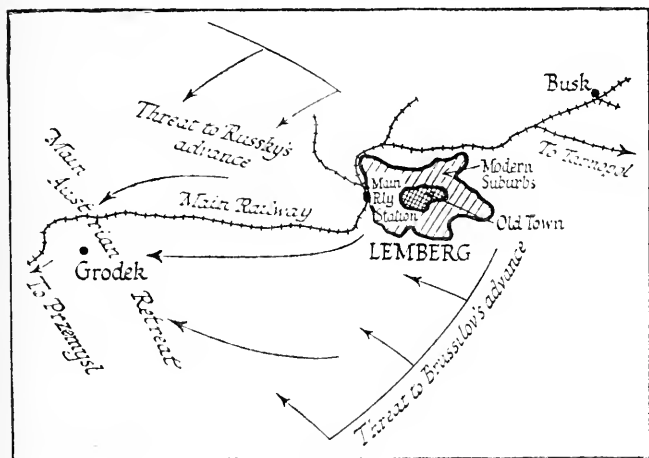 Busk
To Tarnopol
Threat to Russky's
advance
Modern
Suburbs
Main
Rly
Station
Old Town
LEMBERG
Main Railway
Main Austrian Retreat
Grodek
To Przemysl
Threat to Brussilov's advance